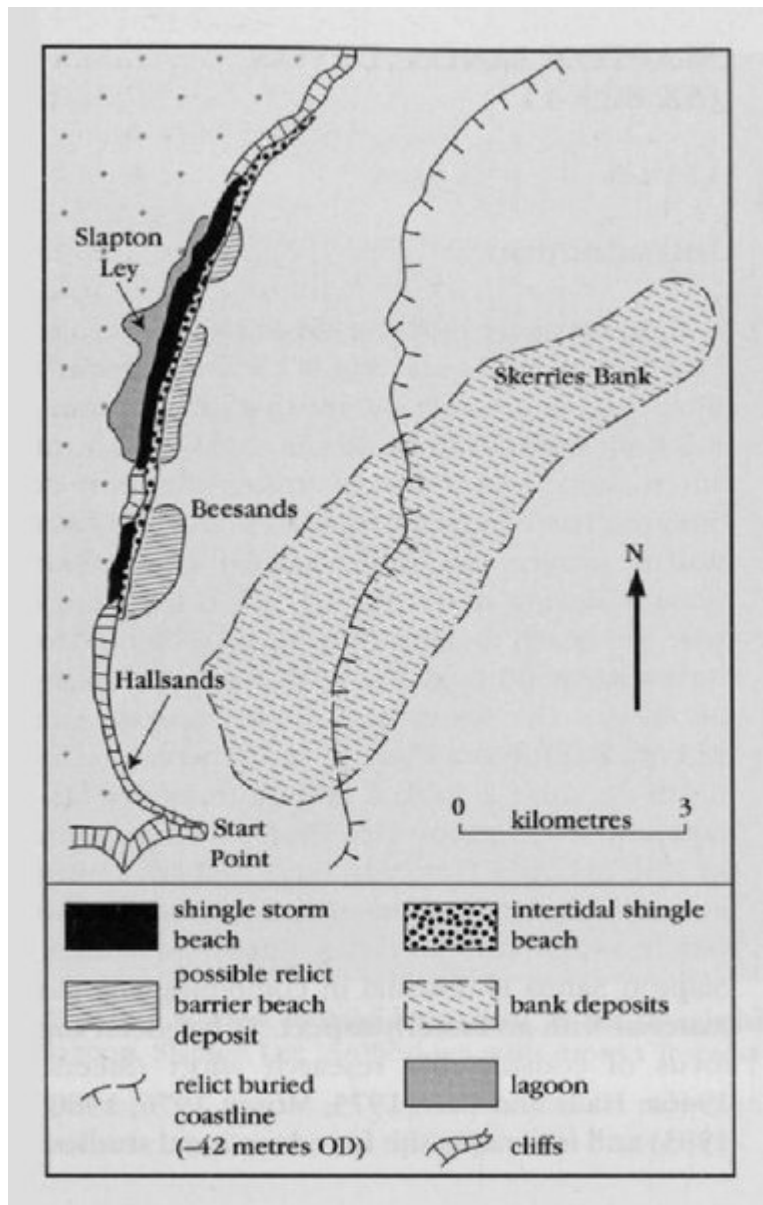 Slapton
Ley
Skerries Bank
Beesands
N
Hallsands
Start
Point
0 3
kilometres
shingle storm
beach
intertidal shingle
beach
possible relict
barrier beach
deposit
bank deposits
relict buried
coastline
(–42 metres OD)
lagoon
cliffs